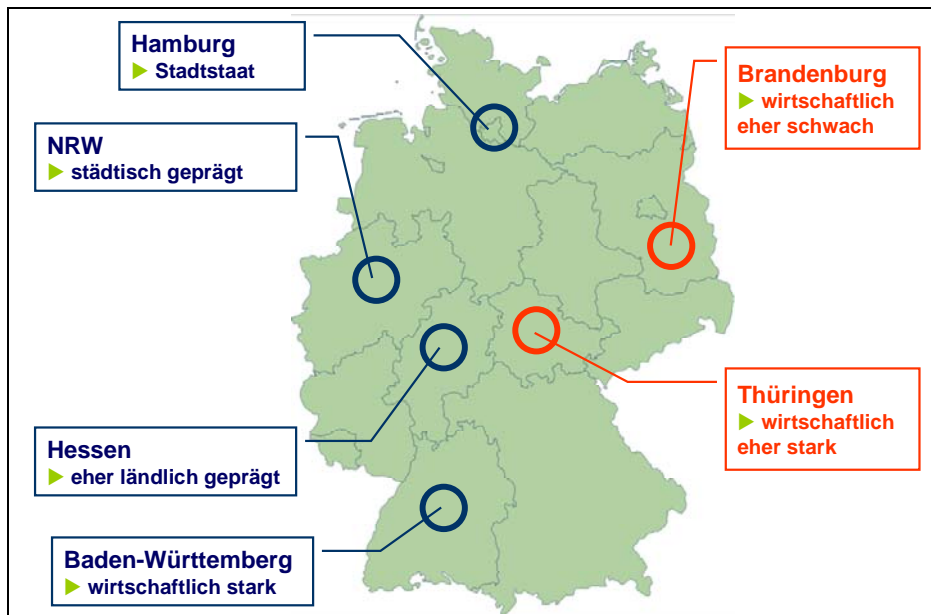 Hamburg
▶ Stadtstaat
NRW
▶ städtisch geprägt
Hessen
▶ eher ländlich geprägt
Baden-Württemberg
▶ wirtschaftlich stark
Brandenburg
▶ wirtschaftlich
eher schwach
Thüringen
▶ wirtschaftlich
eher stark